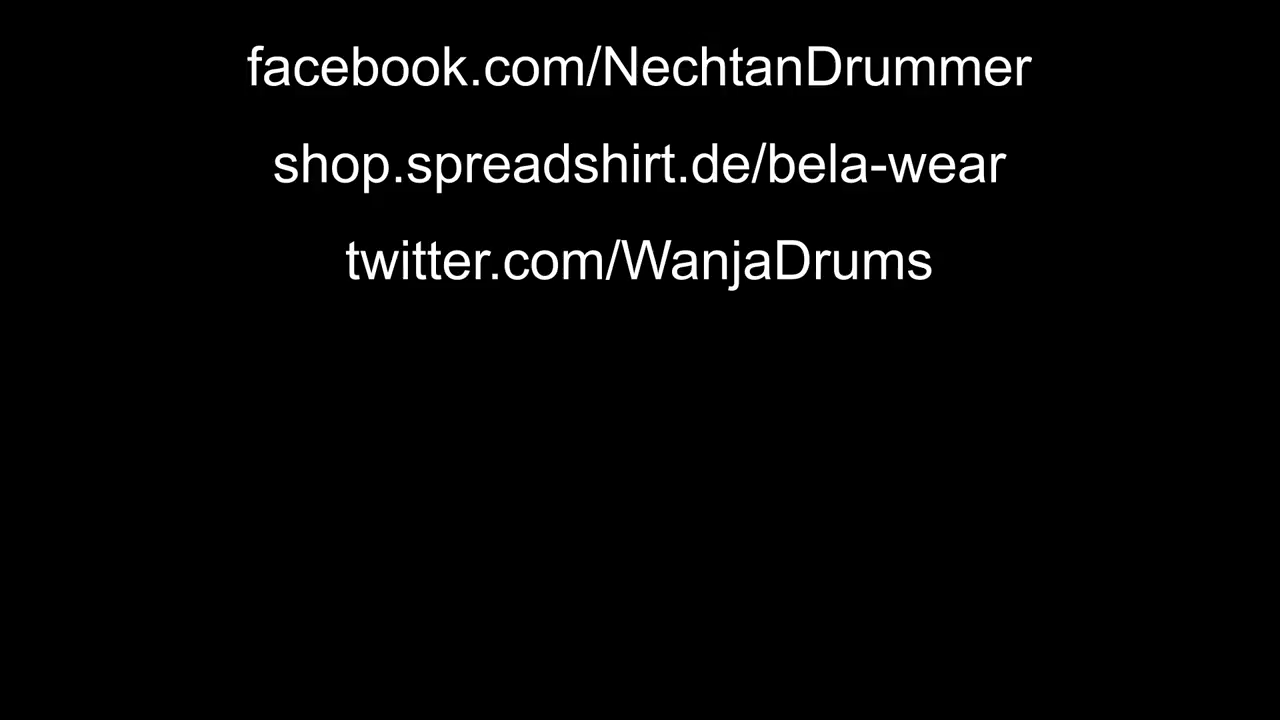 facebook.com/NechtanDrummer
shop.spreadshirt.de/bela-wear
twitter.com/WanjaDrums